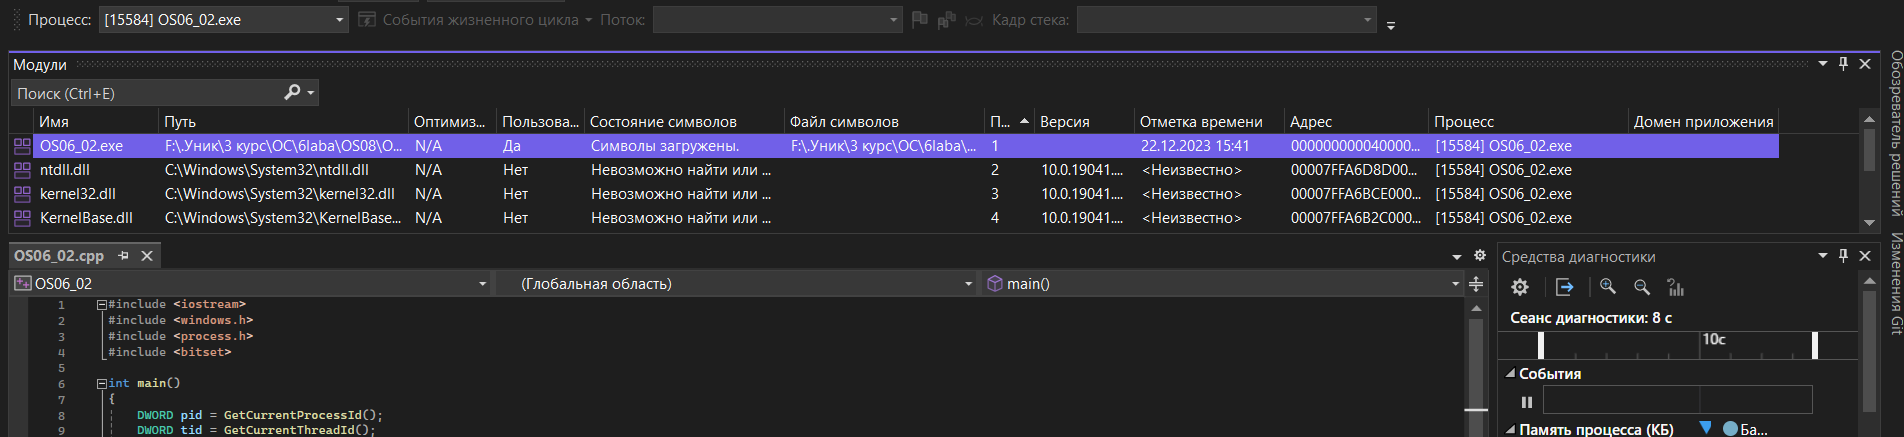 Процесс: [15584] OS06_02.exe События жизненного цикла Поток: Кадр стека:
Модули
Поиск (Ctrl+E)
Имя Путь Оптимиз... Пользова... Состояние символов Файл символов П... Версия Отметка времени Адрес Процесс Домен приложения
OS06_02.exe F:\.Уник\3 курс\ОС\6laba\OS08\O... N/A Да Символы загружены. F:\.Уник\3 курс\ОС\6laba\... 1 22.12.2023 15:41 000000000040000... [15584] OS06_02.exe
ntdll.dll C:\Windows\System32\ntdll.dll N/A Нет Невозможно найти или ... 2 10.0.19041.... <Неизвестно> 00007FFA6D8D00... [15584] OS06_02.exe
kernel32.dll C:\Windows\System32\kernel32.dll N/A Нет Невозможно найти или ... 3 10.0.19041.... <Неизвестно> 00007FFA6BCE000... [15584] OS06_02.exe
KernelBase.dll C:\Windows\System32\KernelBase... N/A Нет Невозможно найти или ... 4 10.0.19041.... <Неизвестно> 00007FFA6B2C000... [15584] OS06_02.exe
OS06_02.cpp
OS06_02 (Глобальная область) main()
1 #include <iostream>
2 #include <windows.h>
3 #include <process.h>
4 #include <bitset>
5
6 int main()
7 {
8 DWORD pid = GetCurrentProcessId();
9 DWORD tid = GetCurrentThreadId();
Средства диагностики
Сеанс диагностики: 8 с
10с
События
Память процесса (КБ) Ба...
Обозреватель решений
Изменения Git